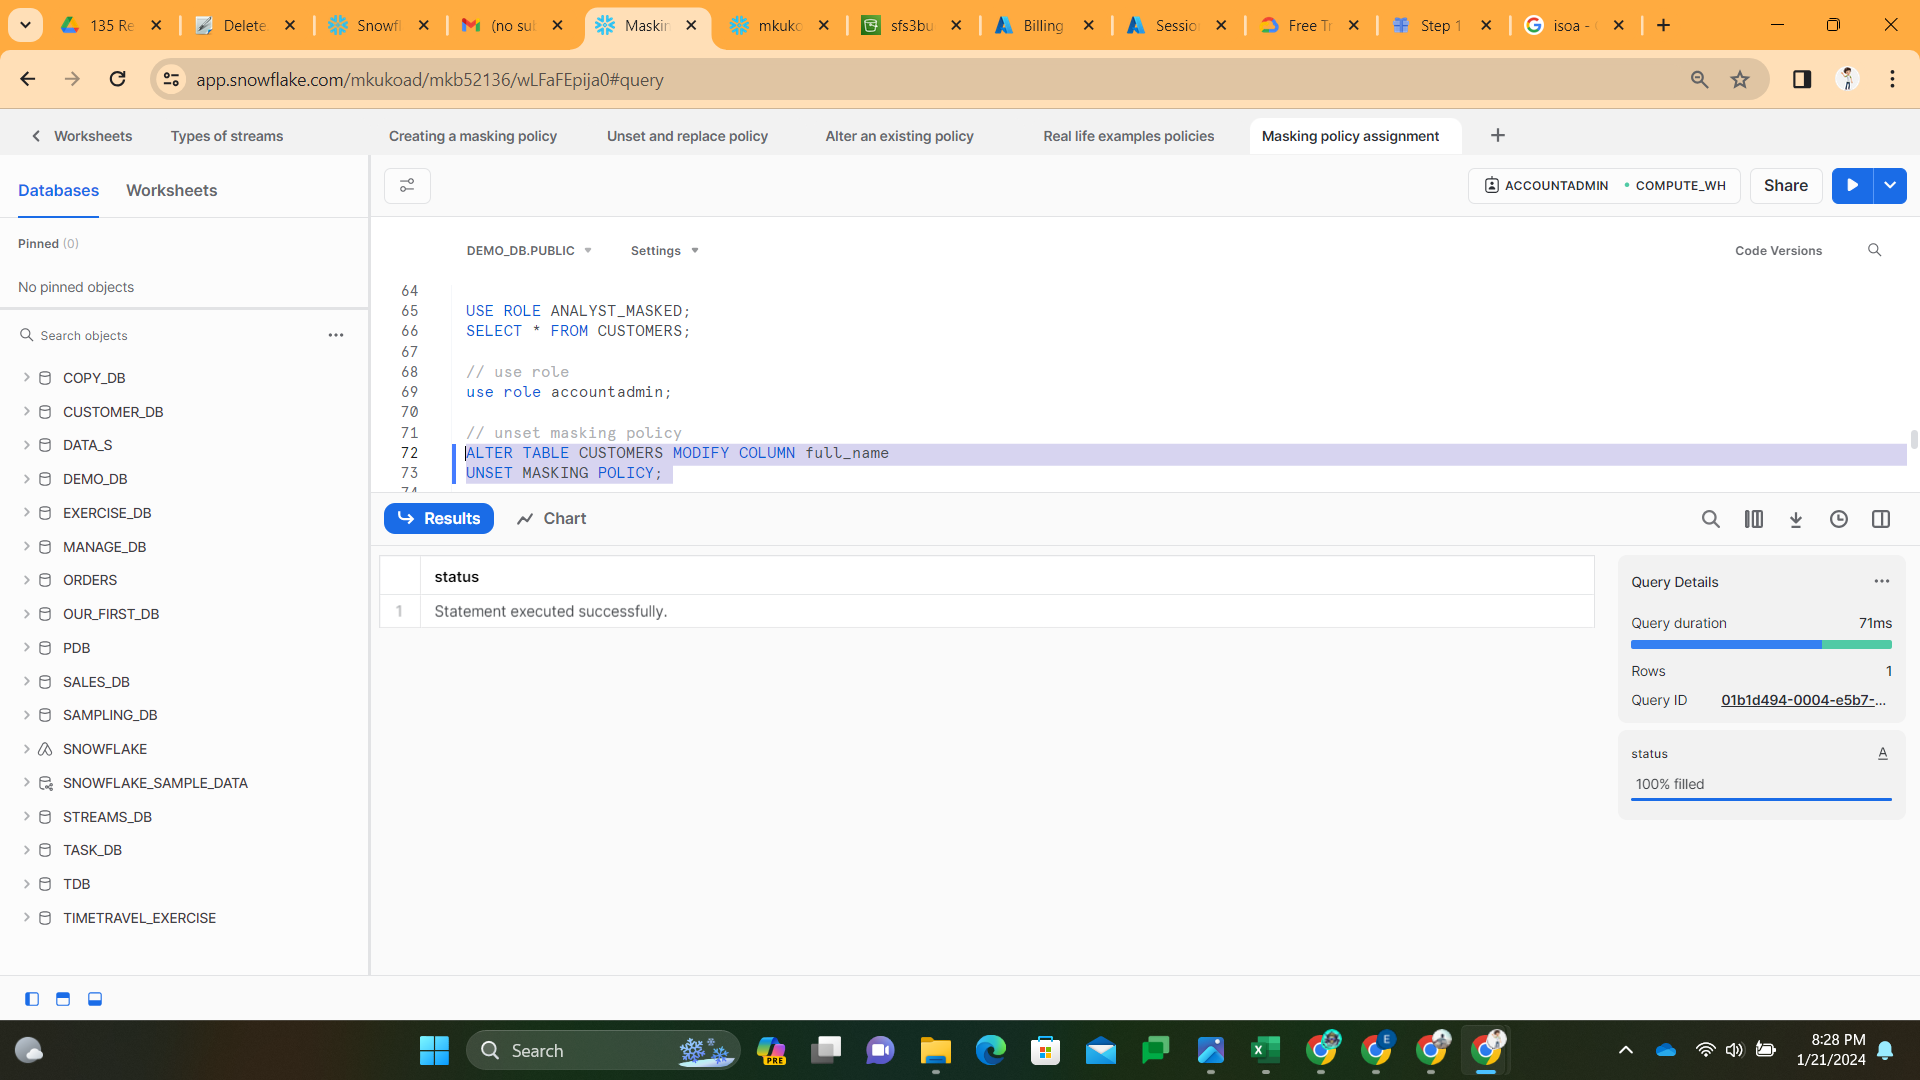 135 Re
Delete
Snowfl
(no sub
Maskin
mkuko
sfs3bu
Billing
Sessio
Free Tr
Step 1
isoa -
app.snowflake.com/mkukoad/mkb52136/wLFaFEpija0#query
Worksheets
Types of streams
Creating a masking policy
Unset and replace policy
Alter an existing policy
Real life examples policies
Masking policy assignment
Databases
Worksheets
Pinned (0)
No pinned objects
Search objects
COPY_DB
CUSTOMER_DB
DATA_S
DEMO_DB
EXERCISE_DB
MANAGE_DB
ORDERS
OUR_FIRST_DB
PDB
SALES_DB
SAMPLING_DB
SNOWFLAKE
SNOWFLAKE_SAMPLE_DATA
STREAMS_DB
TASK_DB
TDB
TIMETRAVEL_EXERCISE
ACCOUNTADMIN • COMPUTE_WH
Share
DEMO_DB.PUBLIC
Settings
Code Versions
64
65 USE ROLE ANALYST_MASKED;
66 SELECT * FROM CUSTOMERS;
67
68 // use role
69 use role accountadmin;
70
71 // unset masking policy
72 ALTER TABLE CUSTOMERS MODIFY COLUMN full_name
73 UNSET MASKING POLICY;
74
Results
Chart
status
1 Statement executed successfully.
Query Details
Query duration 71ms
Rows 1
Query ID 01b1d494-0004-e5b7-...
status A
100% filled
Search
PRE
E
8:28 PM
1/21/2024